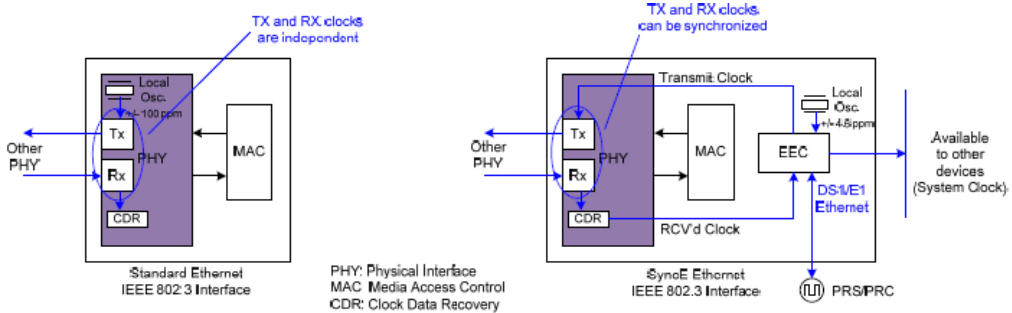 TX and RX clocks
are independent
Local
Osc.
+/-100ppm
Tx
Other
PHY
PHY
Rx
CDR
MAC
Standard Ethernet
IEEE 802.3 Interface
PHY: Physical Interface
MAC Media Access Control
CDR: Clock Data Recovery
TX and RX clocks
can be synchronized
Transmit Clock
Local
Osc.
+/-4.6ppm
Tx
Other
PHY
PHY
Rx
CDR
MAC
EEC
RCV'd Clock
DS1/E1
Ethernet
Available
to other
devices
(System Clock)
SyncE Ethernet
IEEE 802.3 Interface
PRS/PRC